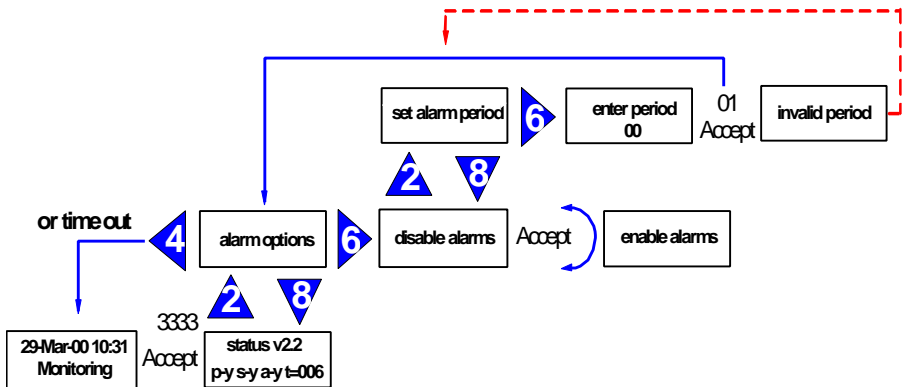 set alarm period
6
enter period
00
01
Accept
invalid period
2
8
or time out
4
alarm options
6
disable alarms
Accept
enable alarms
2
8
29-Mar-00 10:31
Monitoring
3333
Accept
status v2.2
p-y s-y a-y t=006